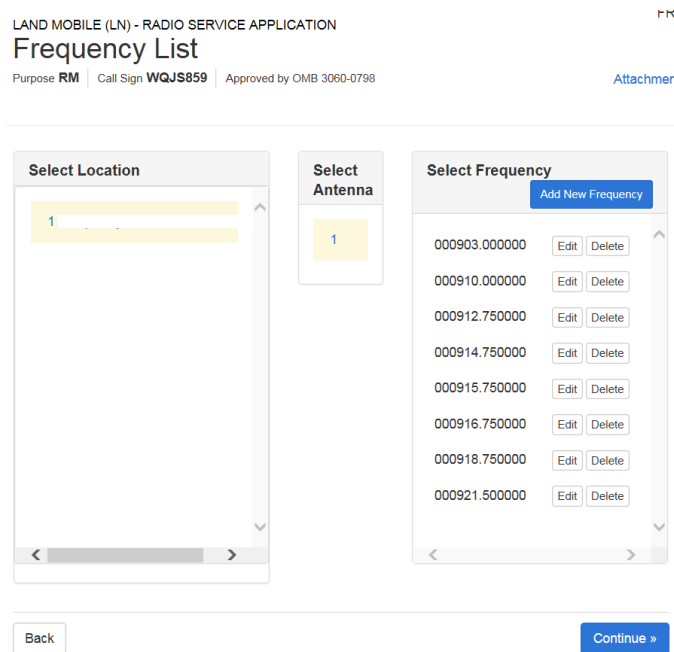 LAND MOBILE (LN) - RADIO SERVICE APPLICATION
Frequency List
Purpose RM Call Sign WQJS859 Approved by OMB 3060-0798
Select Location
1
Select
Antenna
1
Select Frequency
Add New Frequency
000903.000000 Edit Delete
000910.000000 Edit Delete
000912.750000 Edit Delete
000914.750000 Edit Delete
000915.750000 Edit Delete
000916.750000 Edit Delete
000918.750000 Edit Delete
000921.500000 Edit Delete
Back
Continue »